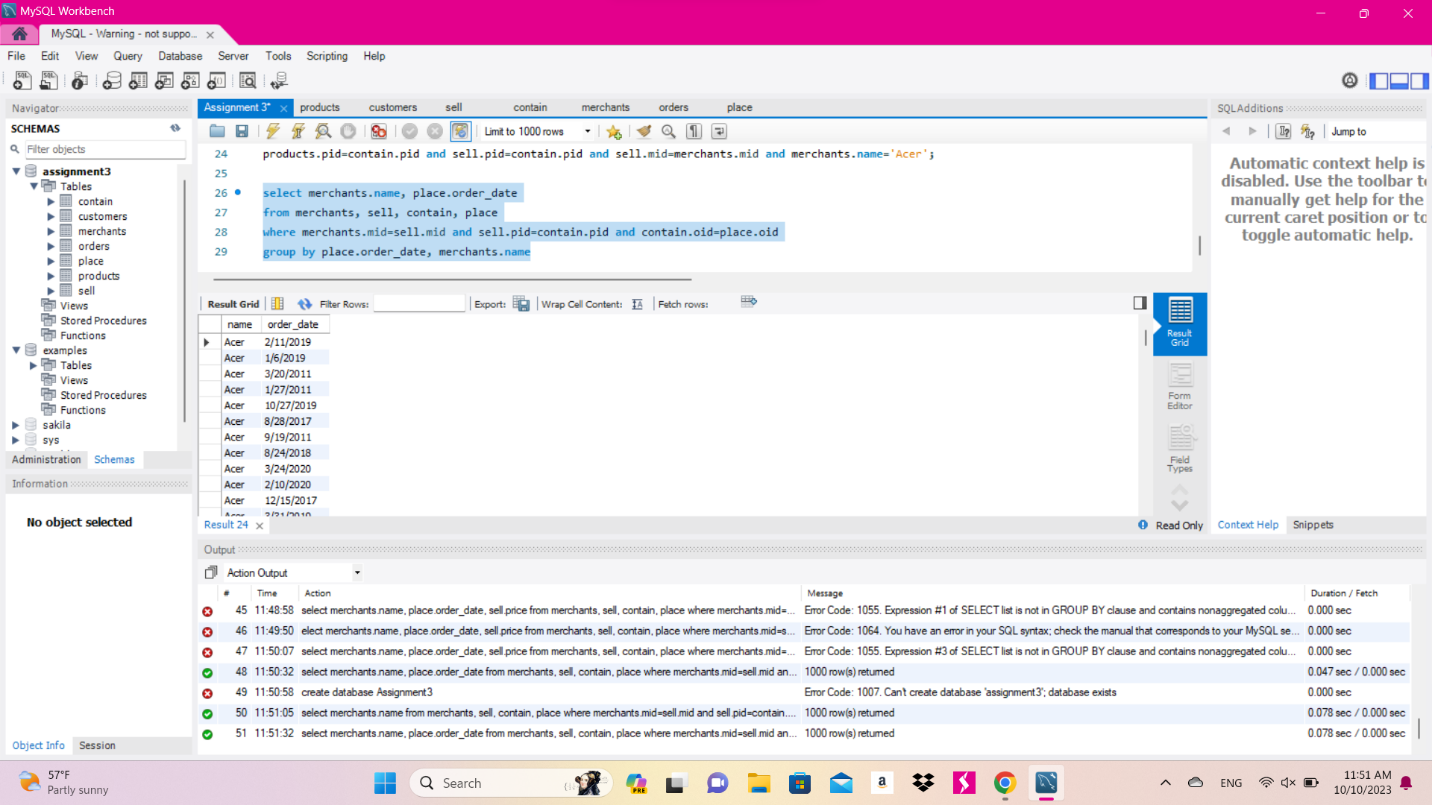 MySQL Workbench
MySQL - Warning - not suppo...
File Edit View Query Database Server Tools Scripting Help
Navigator
SCHEMAS
Filter objects
assignment3
Tables
contain
customers
merchants
orders
place
products
sell
Views
Stored Procedures
Functions
examples
Tables
Views
Stored Procedures
Functions
sakila
sys
Administration Schemas
Information
No object selected
Object Info Session
Assignment 3* products customers sell contain merchants orders place
Limit to 1000 rows
24 products.pid=contain.pid and sell.pid=contain.pid and sell.mid=merchants.mid and merchants.name='Acer';
25
26 select merchants.name, place.order_date
27 from merchants, sell, contain, place
28 where merchants.mid=sell.mid and sell.pid=contain.pid and contain.oid=place.oid
29 group by place.order_date, merchants.name
Result Grid Filter Rows: Export: Wrap Cell Content: Fetch rows:
name order_date
Acer 2/11/2019
Acer 1/6/2019
Acer 3/20/2011
Acer 1/27/2011
Acer 10/27/2019
Acer 8/28/2017
Acer 9/19/2011
Acer 8/24/2018
Acer 3/24/2020
Acer 2/10/2020
Acer 12/15/2017
Result Grid
Form Editor
Field Types
Result 24
Read Only
SQLAdditions
Jump to
Automatic context help is
disabled. Use the toolbar to
manually get help for the
current caret position or to
toggle automatic help.
Context Help Snippets
Output
Action Output
# Time Action Message Duration / Fetch
45 11:48:58 select merchants.name, place.order_date, sell.price from merchants, sell, contain, place where merchants.mid=... Error Code: 1055. Expression #1 of SELECT list is not in GROUP BY clause and contains nonaggregated colu... 0.000 sec
46 11:49:50 elect merchants.name, place.order_date, sell.price from merchants, sell, contain, place where merchants.mid=s... Error Code: 1064. You have an error in your SQL syntax; check the manual that corresponds to your MySQL se... 0.000 sec
47 11:50:07 select merchants.name, place.order_date, sell.price from merchants, sell, contain, place where merchants.mid=... Error Code: 1055. Expression #3 of SELECT list is not in GROUP BY clause and contains nonaggregated colu... 0.000 sec
48 11:50:32 select merchants.name, place.order_date from merchants, sell, contain, place where merchants.mid=sell.mid an... 1000 row(s) returned 0.047 sec / 0.000 sec
49 11:50:58 create database Assignment3 Error Code: 1007. Can't create database 'assignment3'; database exists 0.000 sec
50 11:51:05 select merchants.name from merchants, sell, contain, place where merchants.mid=sell.mid and sell.pid=contain.... 1000 row(s) returned 0.078 sec / 0.000 sec
51 11:51:32 select merchants.name, place.order_date from merchants, sell, contain, place where merchants.mid=sell.mid an... 1000 row(s) returned 0.078 sec / 0.000 sec
57°F
Partly sunny
Search
PRE
a
ENG
11:51 AM
10/10/2023